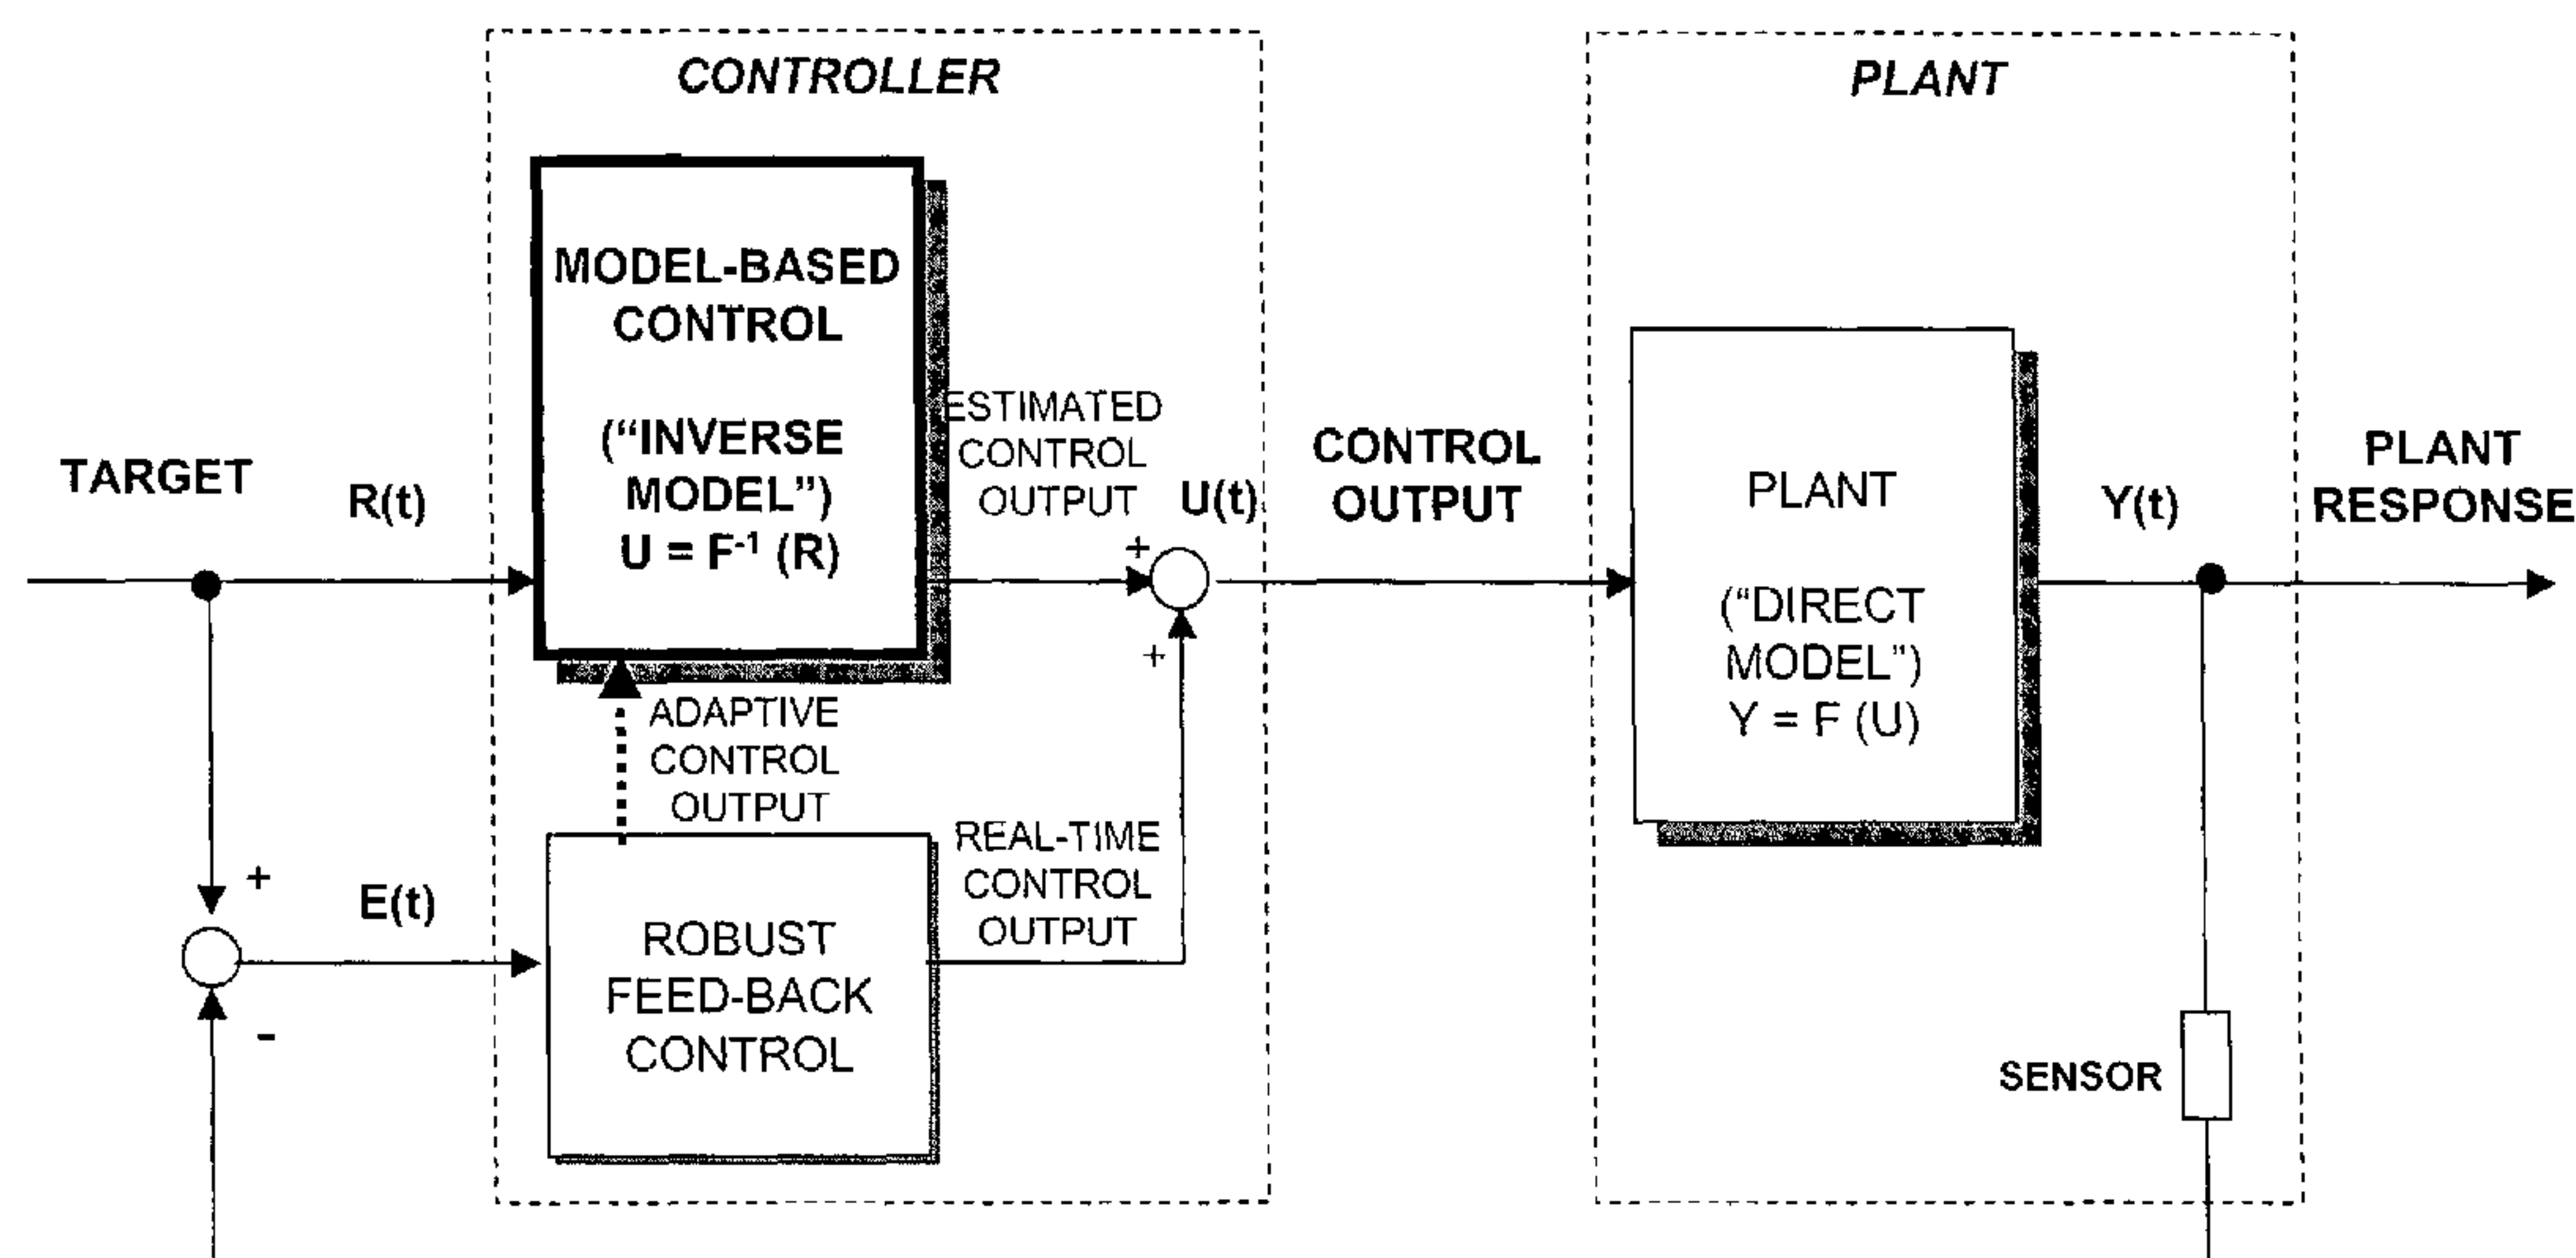 CONTROLLER
PLANT
MODEL-BASED
CONTROL
(“INVERSE
MODEL”)
U = F⁻¹ (R)
ESTIMATED
CONTROL
OUTPUT
TARGET
R(t)
U(t)
CONTROL
OUTPUT
PLANT
(“DIRECT
MODEL”)
Y = F (U)
Y(t)
PLANT
RESPONSE
+
+
ADAPTIVE
CONTROL
OUTPUT
REAL-TIME
CONTROL
OUTPUT
+
E(t)
-
ROBUST
FEED-BACK
CONTROL
SENSOR